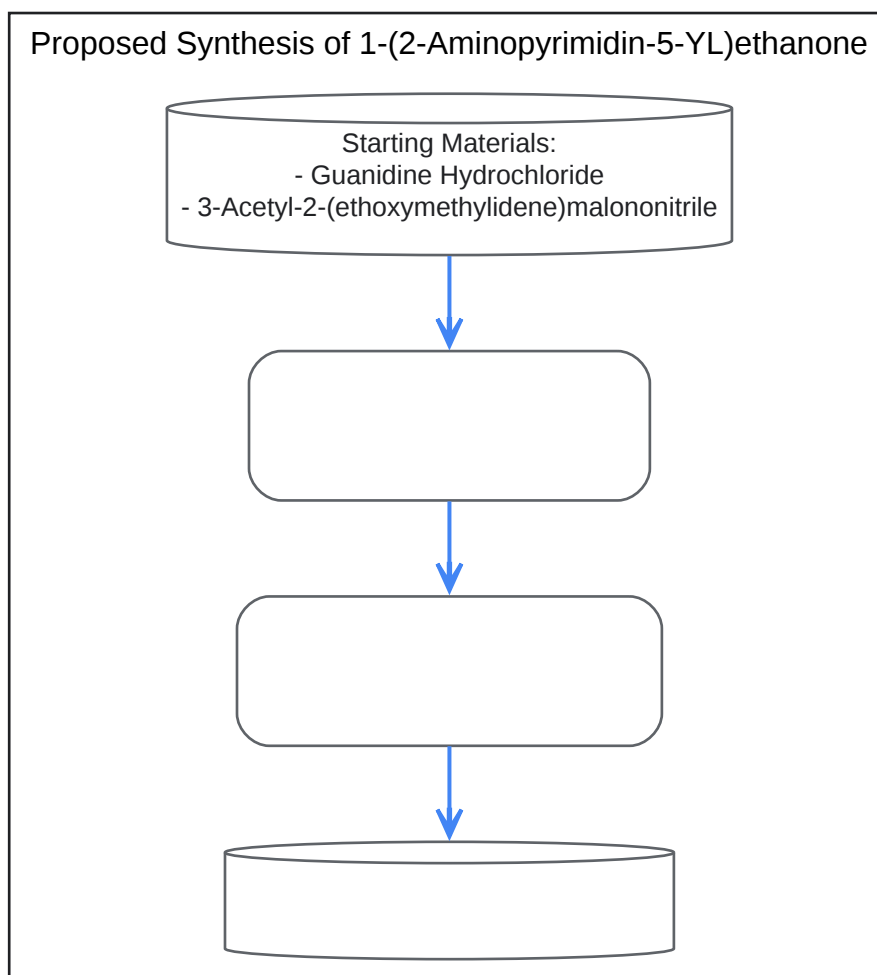 Proposed Synthesis of 1-(2-Aminopyrimidin-5-YL)ethanone
Starting Materials:
- Guanidine Hydrochloride
- 3-Acetyl-2-(ethoxymethylidene)malononitrile